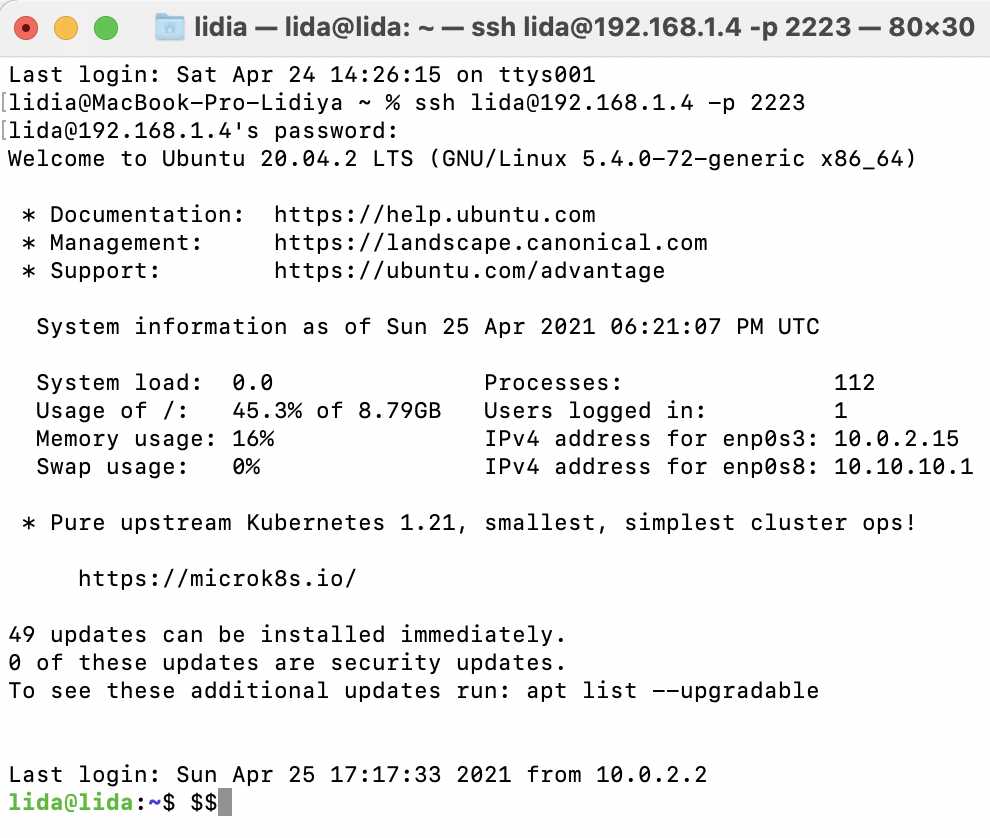 lidia — lida@lida: ~ — ssh lida@192.168.1.4 -p 2223 — 80×30
Last login: Sat Apr 24 14:26:15 on ttys001
[lidia@MacBook-Pro-Lidiya ~ % ssh lida@192.168.1.4 -p 2223
[lida@192.168.1.4's password:
Welcome to Ubuntu 20.04.2 LTS (GNU/Linux 5.4.0-72-generic x86_64)
* Documentation:  https://help.ubuntu.com
* Management:     https://landscape.canonical.com
* Support:        https://ubuntu.com/advantage
System information as of Sun 25 Apr 2021 06:21:07 PM UTC
System load:  0.0               Processes:               112
Usage of /:   45.3% of 8.79GB   Users logged in:         1
Memory usage: 16%               IPv4 address for enp0s3: 10.0.2.15
Swap usage:   0%                IPv4 address for enp0s8: 10.10.10.1
* Pure upstream Kubernetes 1.21, smallest, simplest cluster ops!
https://microk8s.io/
49 updates can be installed immediately.
0 of these updates are security updates.
To see these additional updates run: apt list --upgradable
Last login: Sun Apr 25 17:17:33 2021 from 10.0.2.2
lida@lida:~$ $$